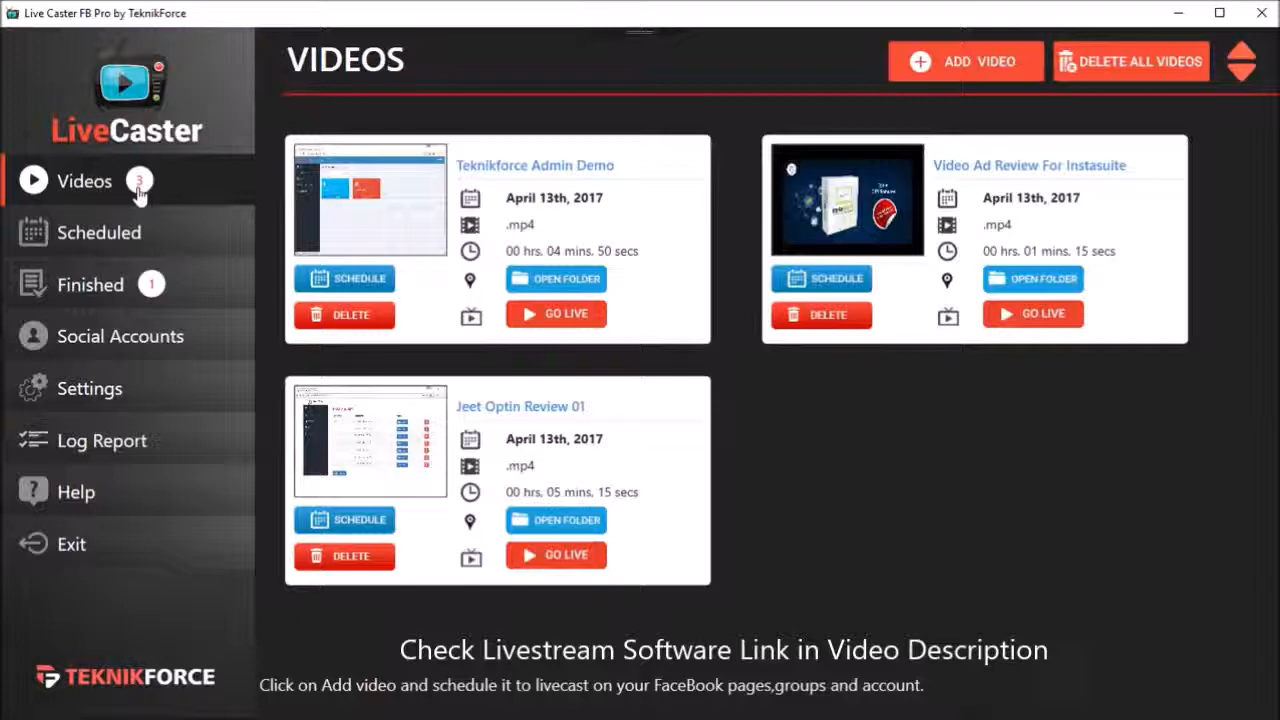 Live Caster FB Pro by TeknikForce
LiveCaster
Videos 3
Scheduled
Finished 1
Social Accounts
Settings
Log Report
Help
Exit
TEKNIKFORCE
VIDEOS
ADD VIDEO
DELETE ALL VIDEOS
Teknikforce Admin Demo
April 13th, 2017
.mp4
00 hrs. 04 mins. 50 secs
SCHEDULE
OPEN FOLDER
DELETE
GO LIVE
Video Ad Review For Instasuite
April 13th, 2017
.mp4
00 hrs. 01 mins. 15 secs
SCHEDULE
OPEN FOLDER
DELETE
GO LIVE
Jeet Optin Review 01
April 13th, 2017
.mp4
00 hrs. 05 mins. 15 secs
SCHEDULE
OPEN FOLDER
DELETE
GO LIVE
Check Livestream Software Link in Video Description
Click on Add video and schedule it to livecast on your FaceBook pages,groups and account.